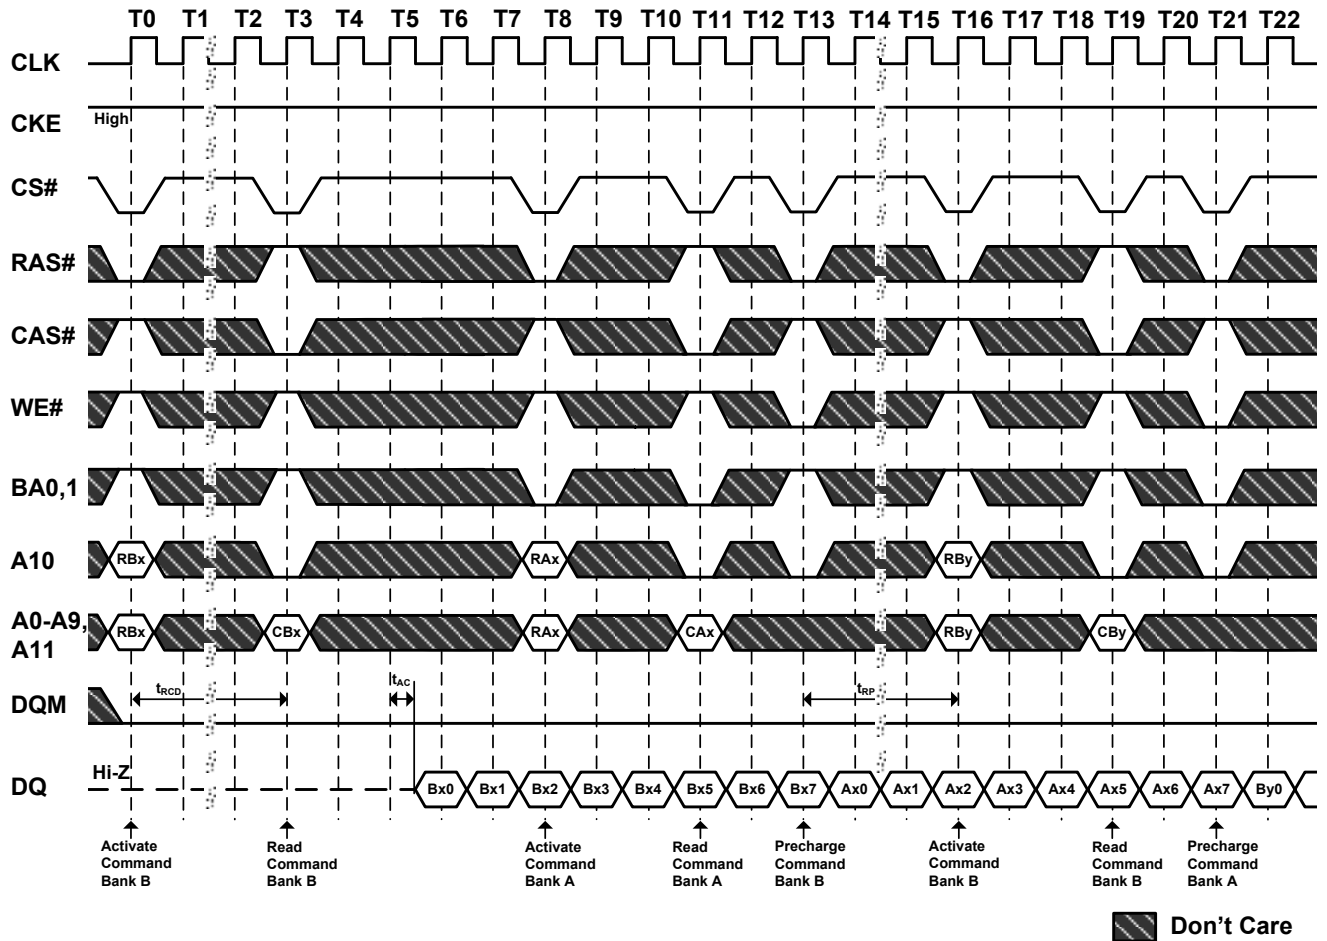 T0 T1 T2 T3 T4 T5 T6 T7 T8 T9 T10 T11 T12 T13 T14 T15 T16 T17 T18 T19 T20 T21 T22
CLK
CKE High
CS#
RAS#
CAS#
WE#
BA0,1
A10 RBx RAx RBy
A0-A9,
A11
RBx CBx RAx CAx RBy CBy
DQM tRCD tAC tRP
DQ Hi-Z Bx0 Bx1 Bx2 Bx3 Bx4 Bx5 Bx6 Bx7 Ax0 Ax1 Ax2 Ax3 Ax4 Ax5 Ax6 Ax7 By0
Activate
Command
Bank B
Read
Command
Bank B
Activate
Command
Bank A
Read
Command
Bank A
Precharge
Command
Bank B
Activate
Command
Bank B
Read
Command
Bank B
Precharge
Command
Bank A
Don't Care